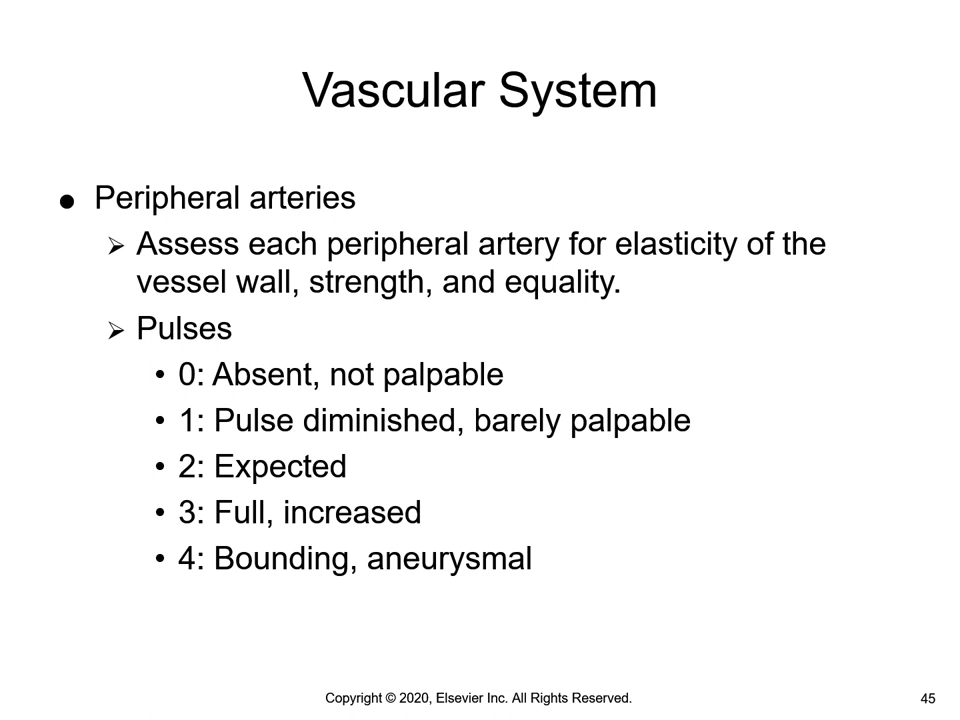 Vascular System
● Peripheral arteries
➢ Assess each peripheral artery for elasticity of the
vessel wall, strength, and equality.
➢ Pulses
• 0: Absent, not palpable
• 1: Pulse diminished, barely palpable
• 2: Expected
• 3: Full, increased
• 4: Bounding, aneurysmal
Copyright © 2020, Elsevier Inc. All Rights Reserved.
45